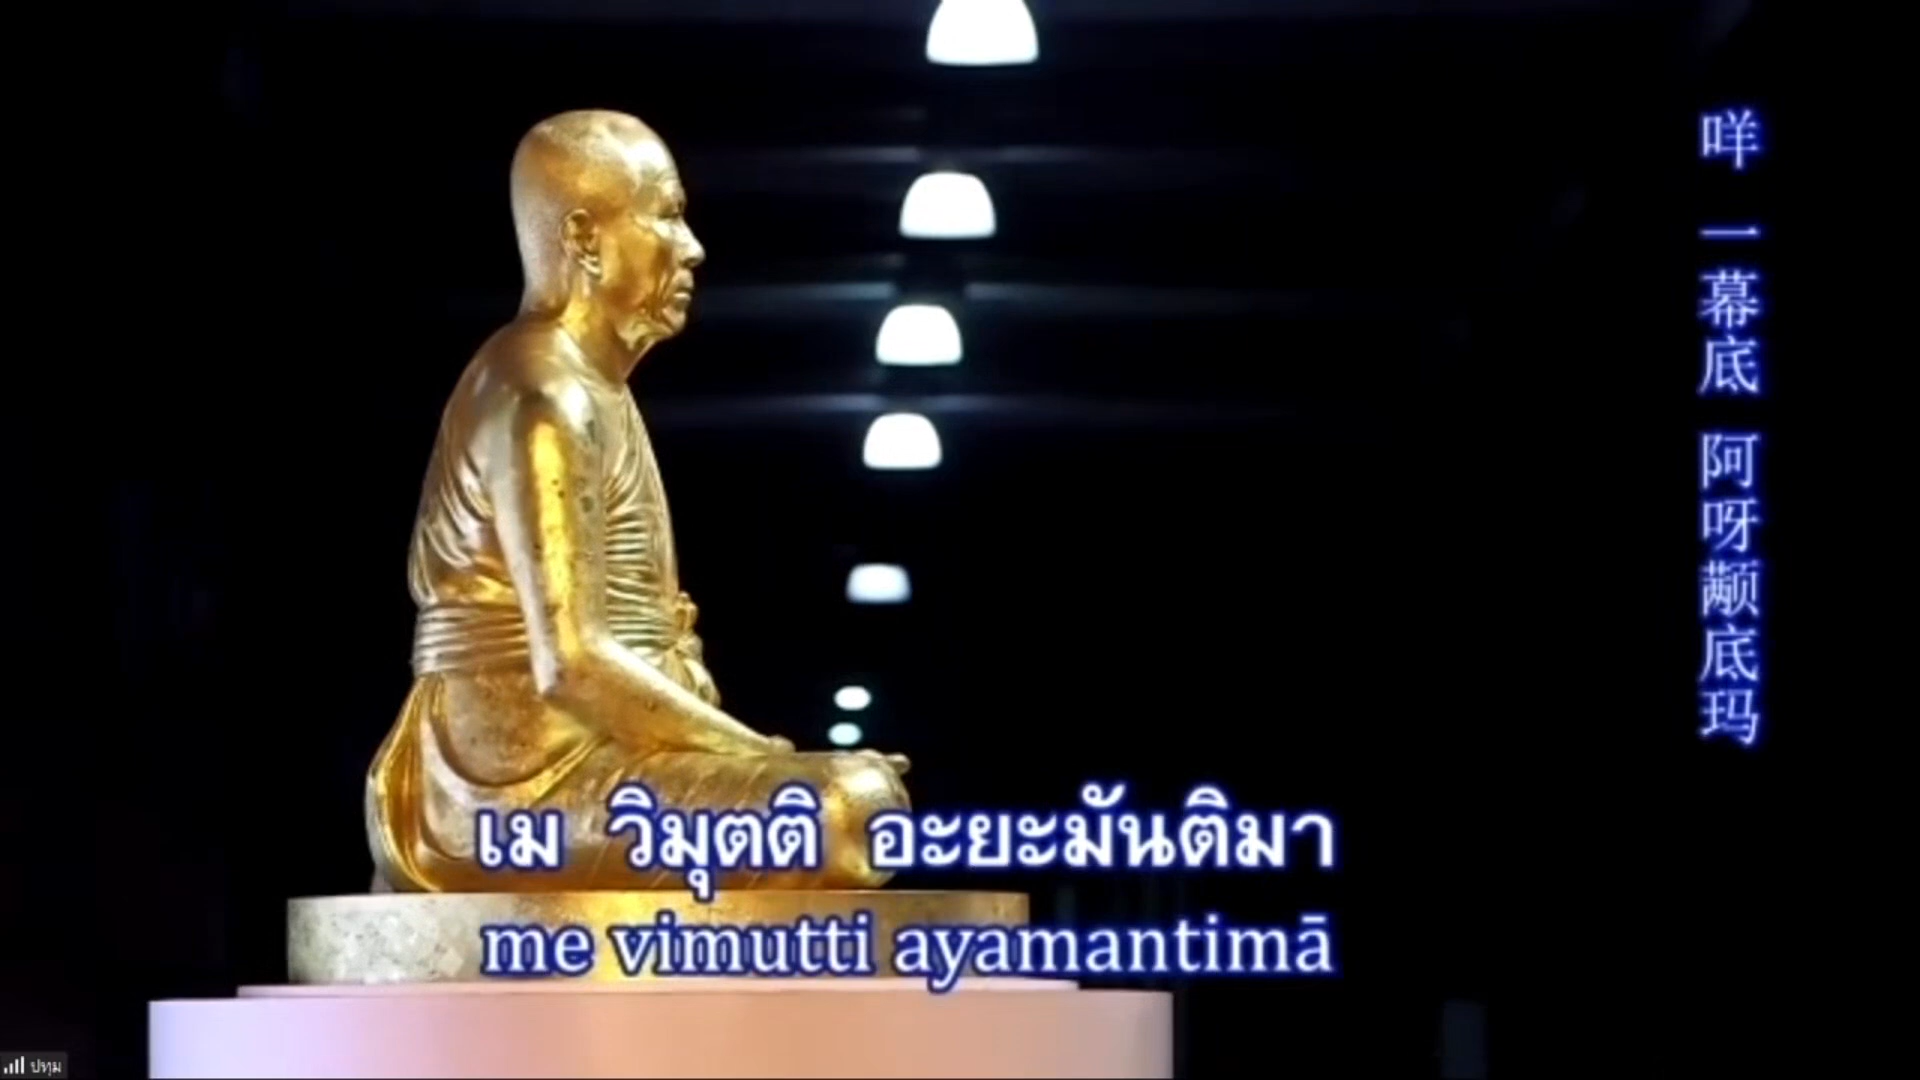 เม วิมุตติ อะยะมันติมา
me vimutti ayamantimā
咩 一幕底 阿呀颟底玛
ปทุม